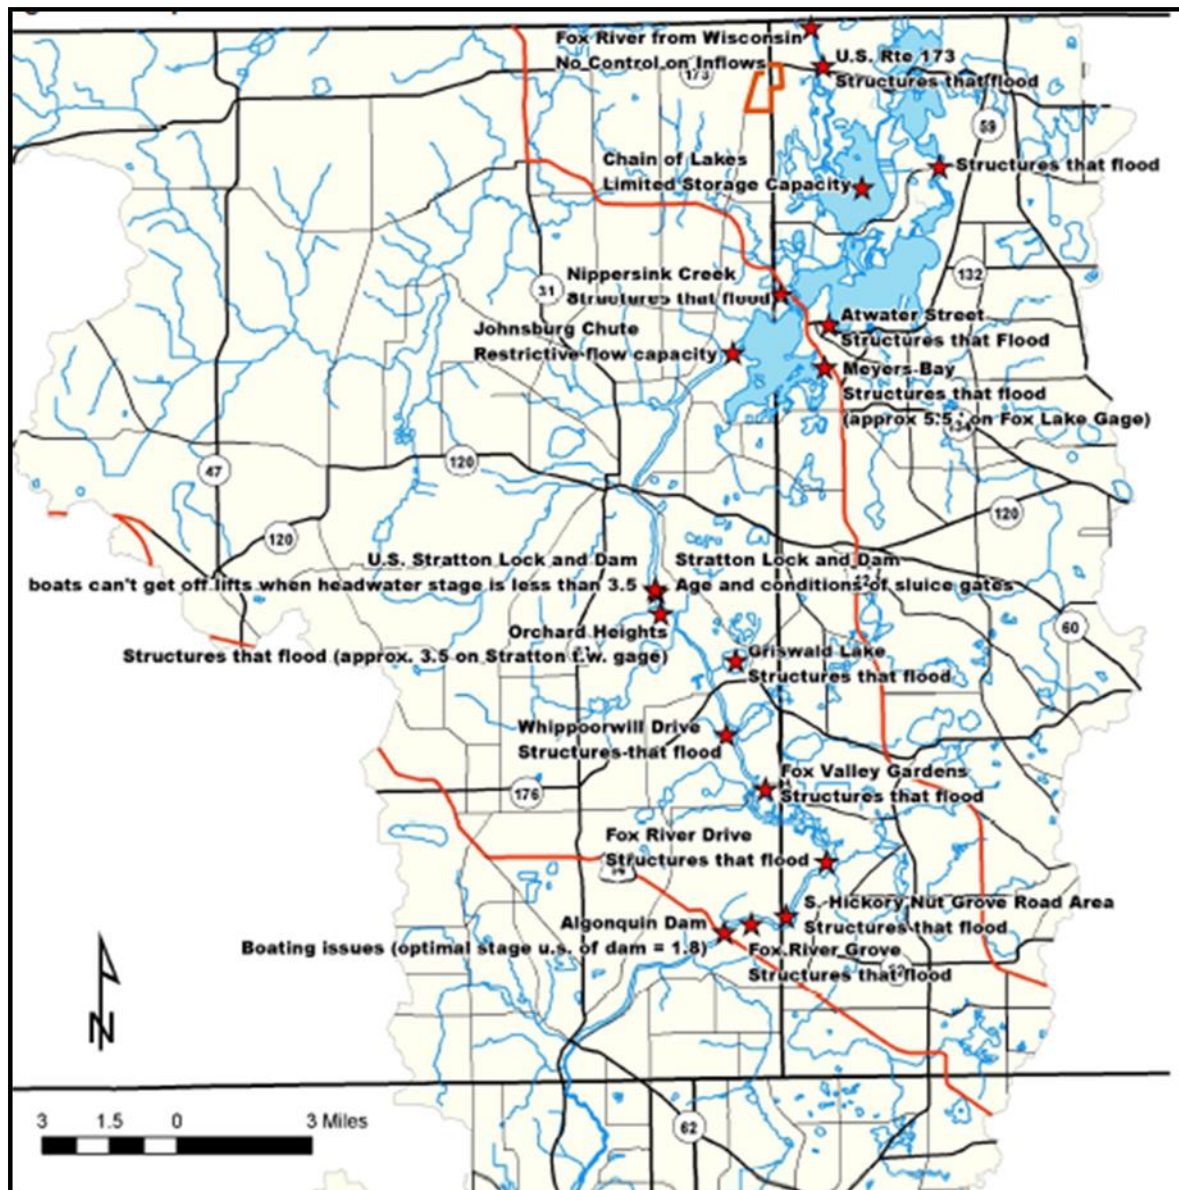 Fox River from Wisconsin
No Control on Inflows
173
U.S. Rte 173
Structures that flood
59
Chain of Lakes
Limited Storage Capacity
Structures that flood
Nippersink Creek
Structures that flood
31
132
Johnsburg Chute
Restrictive flow capacity
Atwater Street
Structures that Flood
Meyers Bay
Structures that flood
(approx 5.5 on Fox Lake Gage)
134
47
120
120
120
U.S. Stratton Lock and Dam
boats can't get off lifts when headwater stage is less than 3.5
Stratton Lock and Dam
Age and conditions of sluice gates
60
Orchard Heights
Structures that flood (approx. 3.5 on Stratton t.w. gage)
Griswald Lake
Structures that flood
Whippoorwill Drive
Structures that flood
176
Fox Valley Gardens
Structures that flood
Fox River Drive
Structures that flood
S. Hickory Nut Grove Road Area
Structures that flood
Algonquin Dam
Boating issues (optimal stage u.s. of dam = 1.8)
Fox River Grove
Structures that flood
N
3 1.5 0 3 Miles
62